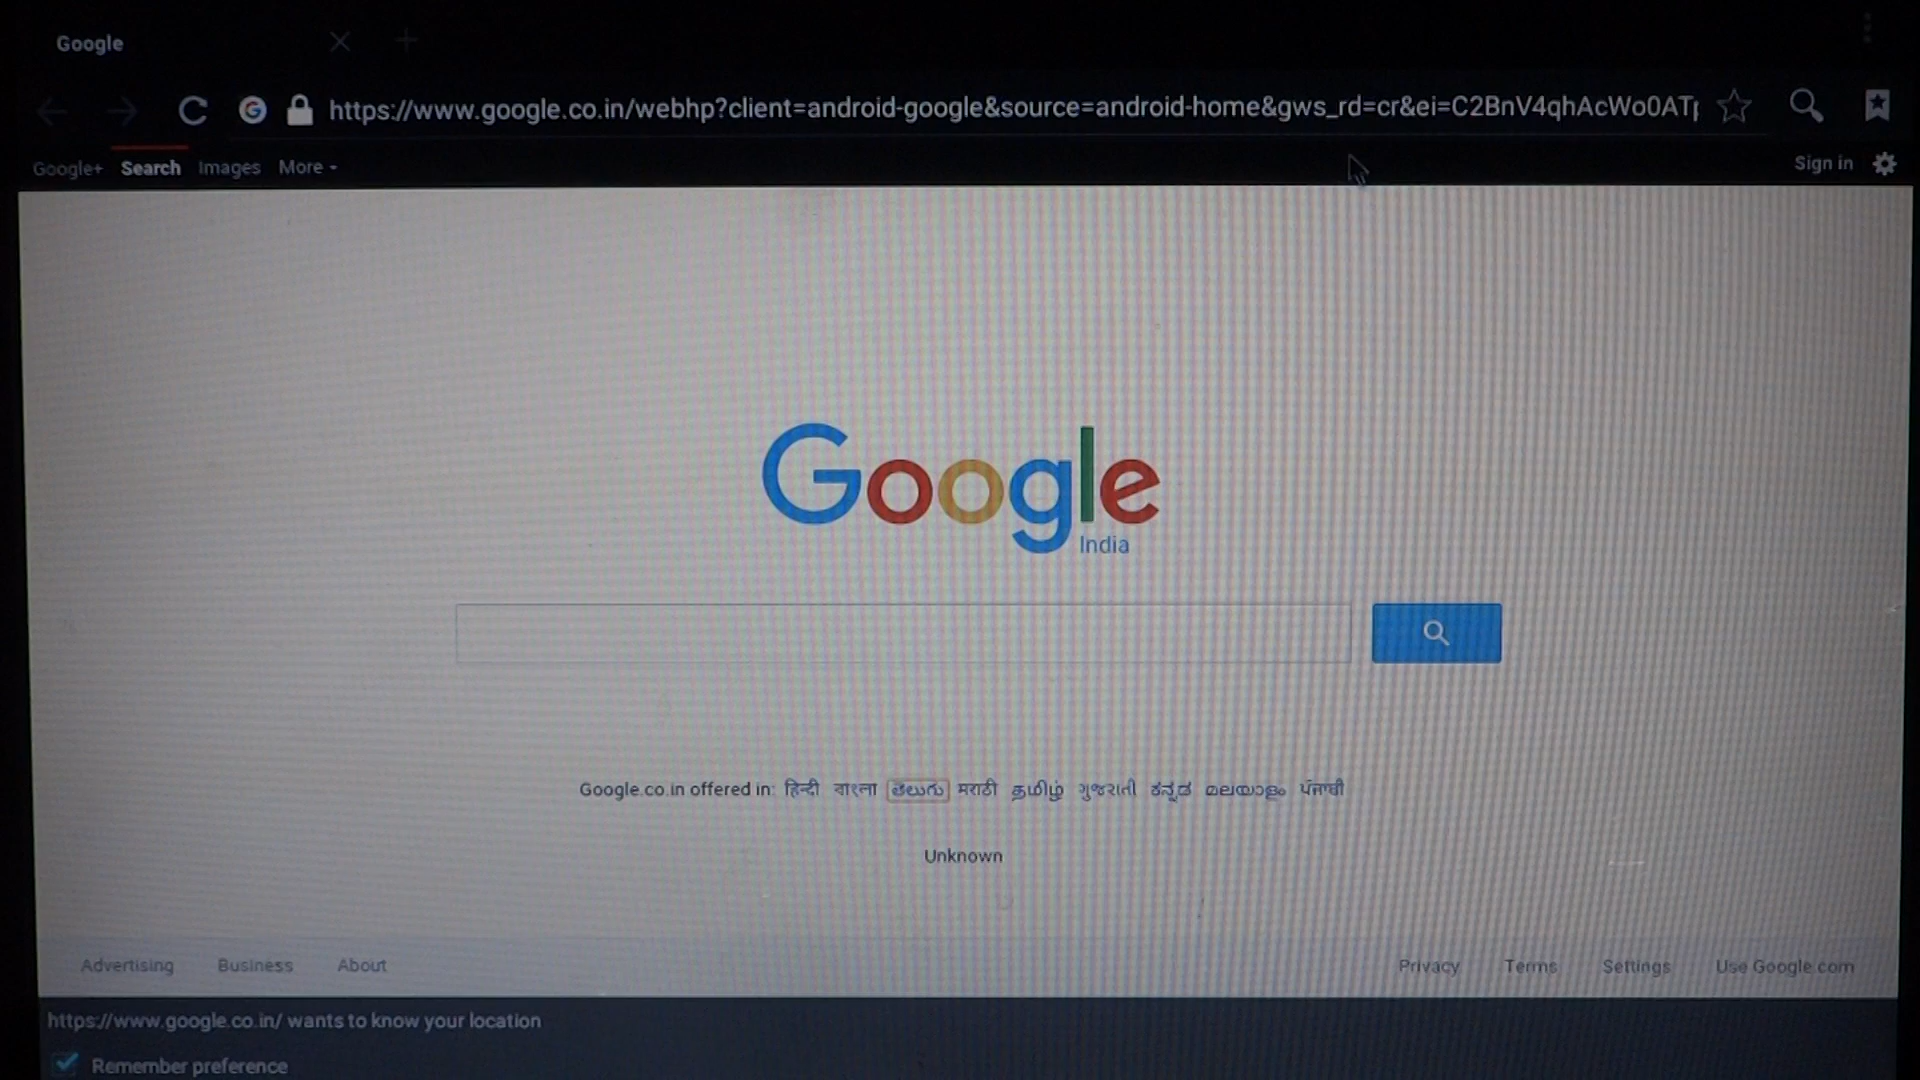 Google
https://www.google.co.in/webhp?client=android-google&source=android-home&gws_rd=cr&ei=C2BnV4qhAcWo0ATp
Google+ Search Images More Sign in
Google
India
Google.co.in offered in: हिन्दी বাংলা తెలుగు मराठी தமிழ் ગુજરાતી ಕನ್ನಡ മലയാളം ਪੰਜਾਬੀ
Unknown
Advertising Business About Privacy Terms Settings Use Google.com
https://www.google.co.in/ wants to know your location
Remember preference